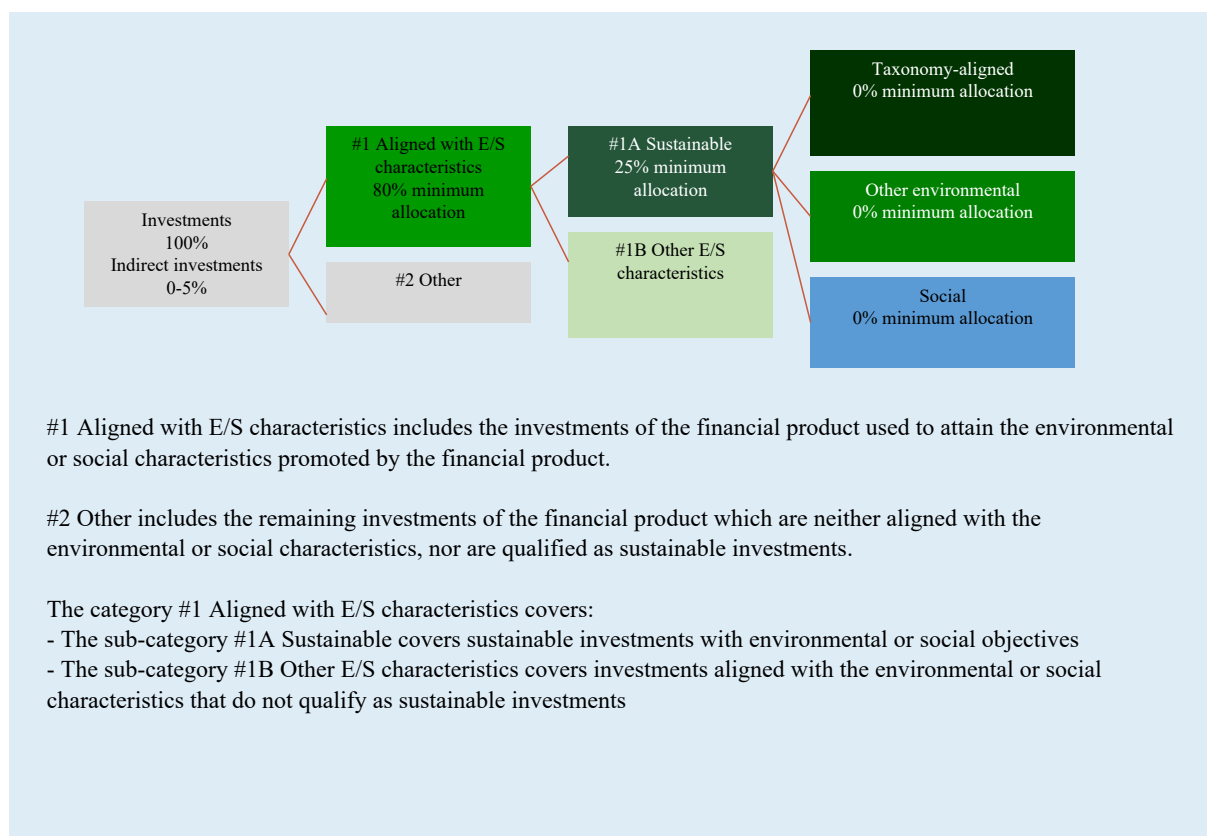 Investments
100%
Indirect investments
0-5%
#1 Aligned with E/S
characteristics
80% minimum
allocation
#2 Other
#1A Sustainable
25% minimum
allocation
#1B Other E/S
characteristics
Taxonomy-aligned
0% minimum allocation
Other environmental
0% minimum allocation
Social
0% minimum allocation
#1 Aligned with E/S characteristics includes the investments of the financial product used to attain the environmental
or social characteristics promoted by the financial product.
#2 Other includes the remaining investments of the financial product which are neither aligned with the
environmental or social characteristics, nor are qualified as sustainable investments.
The category #1 Aligned with E/S characteristics covers:
- The sub-category #1A Sustainable covers sustainable investments with environmental or social objectives
- The sub-category #1B Other E/S characteristics covers investments aligned with the environmental or social
characteristics that do not qualify as sustainable investments